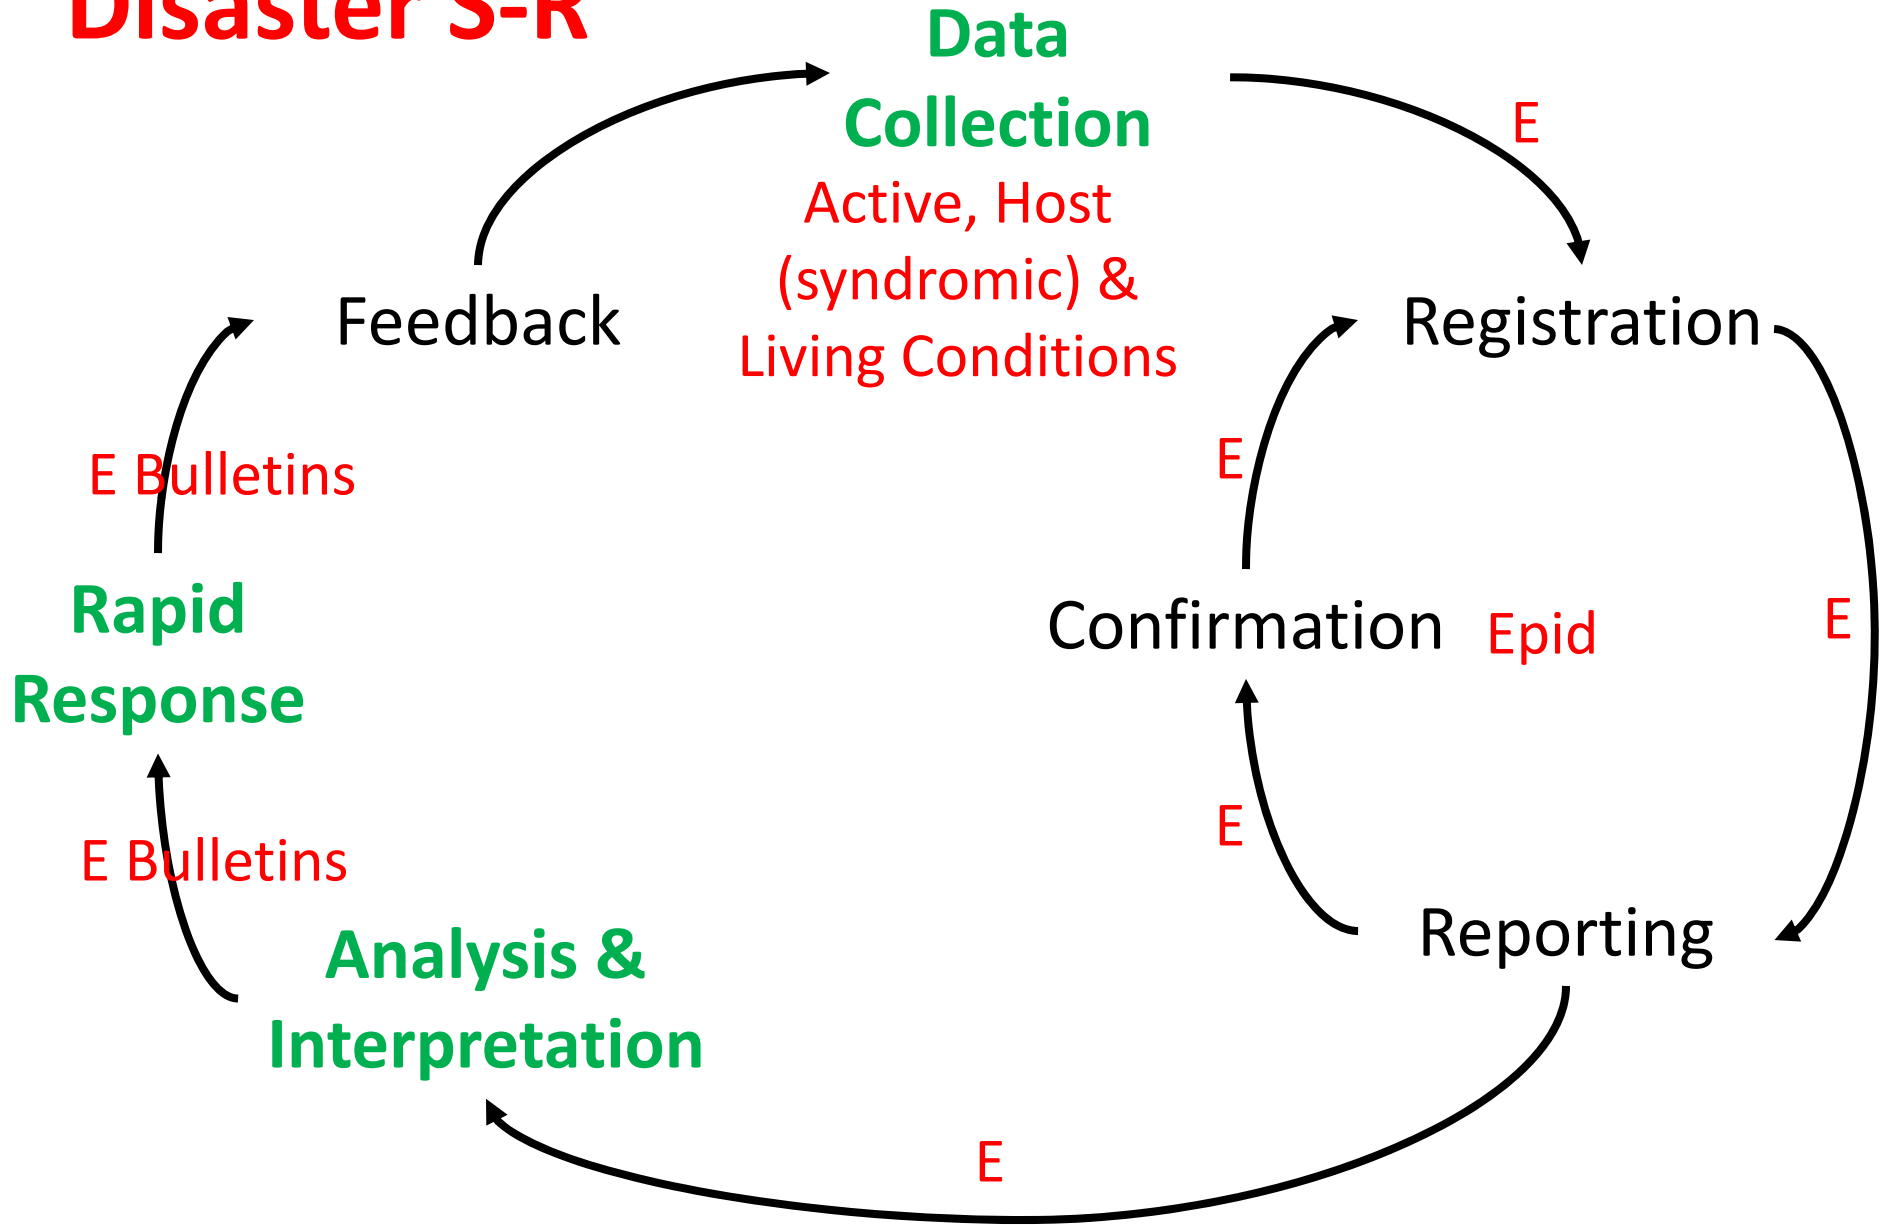 Disaster S-R
Data
Collection
Active, Host
(syndromic) &
Living Conditions
E
Feedback
Registration
E Bulletins
E
Rapid
Response
Confirmation
Epid
E
E Bulletins
E
Analysis &
Interpretation
Reporting
E